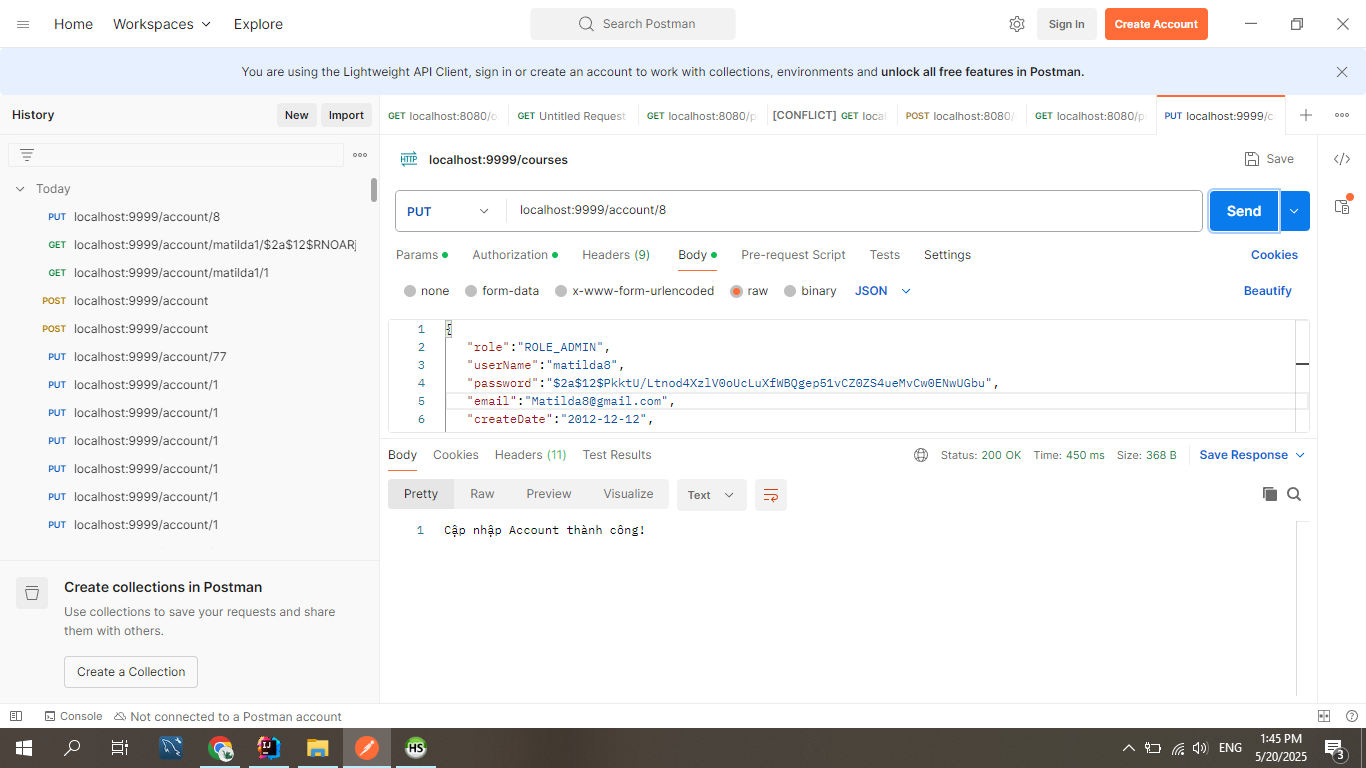 Home Workspaces Explore Search Postman Sign In Create Account
You are using the Lightweight API Client, sign in or create an account to work with collections, environments and unlock all free features in Postman.
History New Import
GET localhost:8080/o GET Untitled Request GET localhost:8080/p [CONFLICT] GET local POST localhost:8080/ GET localhost:8080/p PUT localhost:9999/c
HTTP localhost:9999/courses Save
Today
PUT localhost:9999/account/8
GET localhost:9999/account/matilda1/$2a$12$RNOARj
GET localhost:9999/account/matilda1/1
POST localhost:9999/account
POST localhost:9999/account
PUT localhost:9999/account/77
PUT localhost:9999/account/1
PUT localhost:9999/account/1
PUT localhost:9999/account/1
PUT localhost:9999/account/1
PUT localhost:9999/account/1
PUT localhost:9999/account/1
Create collections in Postman
Use collections to save your requests and share
them with others.
Create a Collection
PUT localhost:9999/account/8 Send
Params Authorization Headers (9) Body Pre-request Script Tests Settings Cookies
none form-data x-www-form-urlencoded raw binary JSON Beautify
1 {
2 "role":"ROLE_ADMIN",
3 "userName":"matilda8",
4 "password":"$2a$12$PkktU/Ltnod4XzlV0oUcLuXfWBQgep51vCZ0ZS4ueMvCw0ENwUGbu",
5 "email":"Matilda8@gmail.com",
6 "createDate":"2012-12-12",
Body Cookies Headers (11) Test Results Status: 200 OK Time: 450 ms Size: 368 B Save Response
Pretty Raw Preview Visualize Text
1 Cập nhập Account thành công!
Console Not connected to a Postman account
HS ENG 1:45 PM
5/20/2025 3